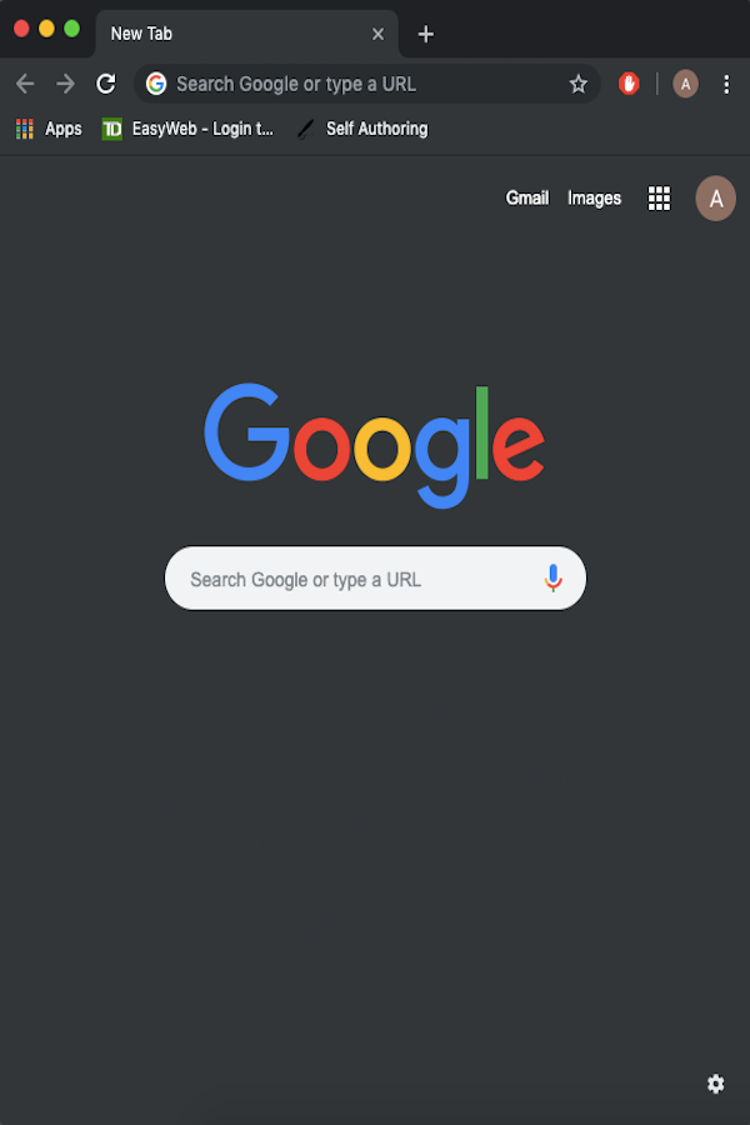 New Tab
Search Google or type a URL
A
Apps
TD
EasyWeb - Login t...
Self Authoring
Gmail
Images
A
Google
Search Google or type a URL